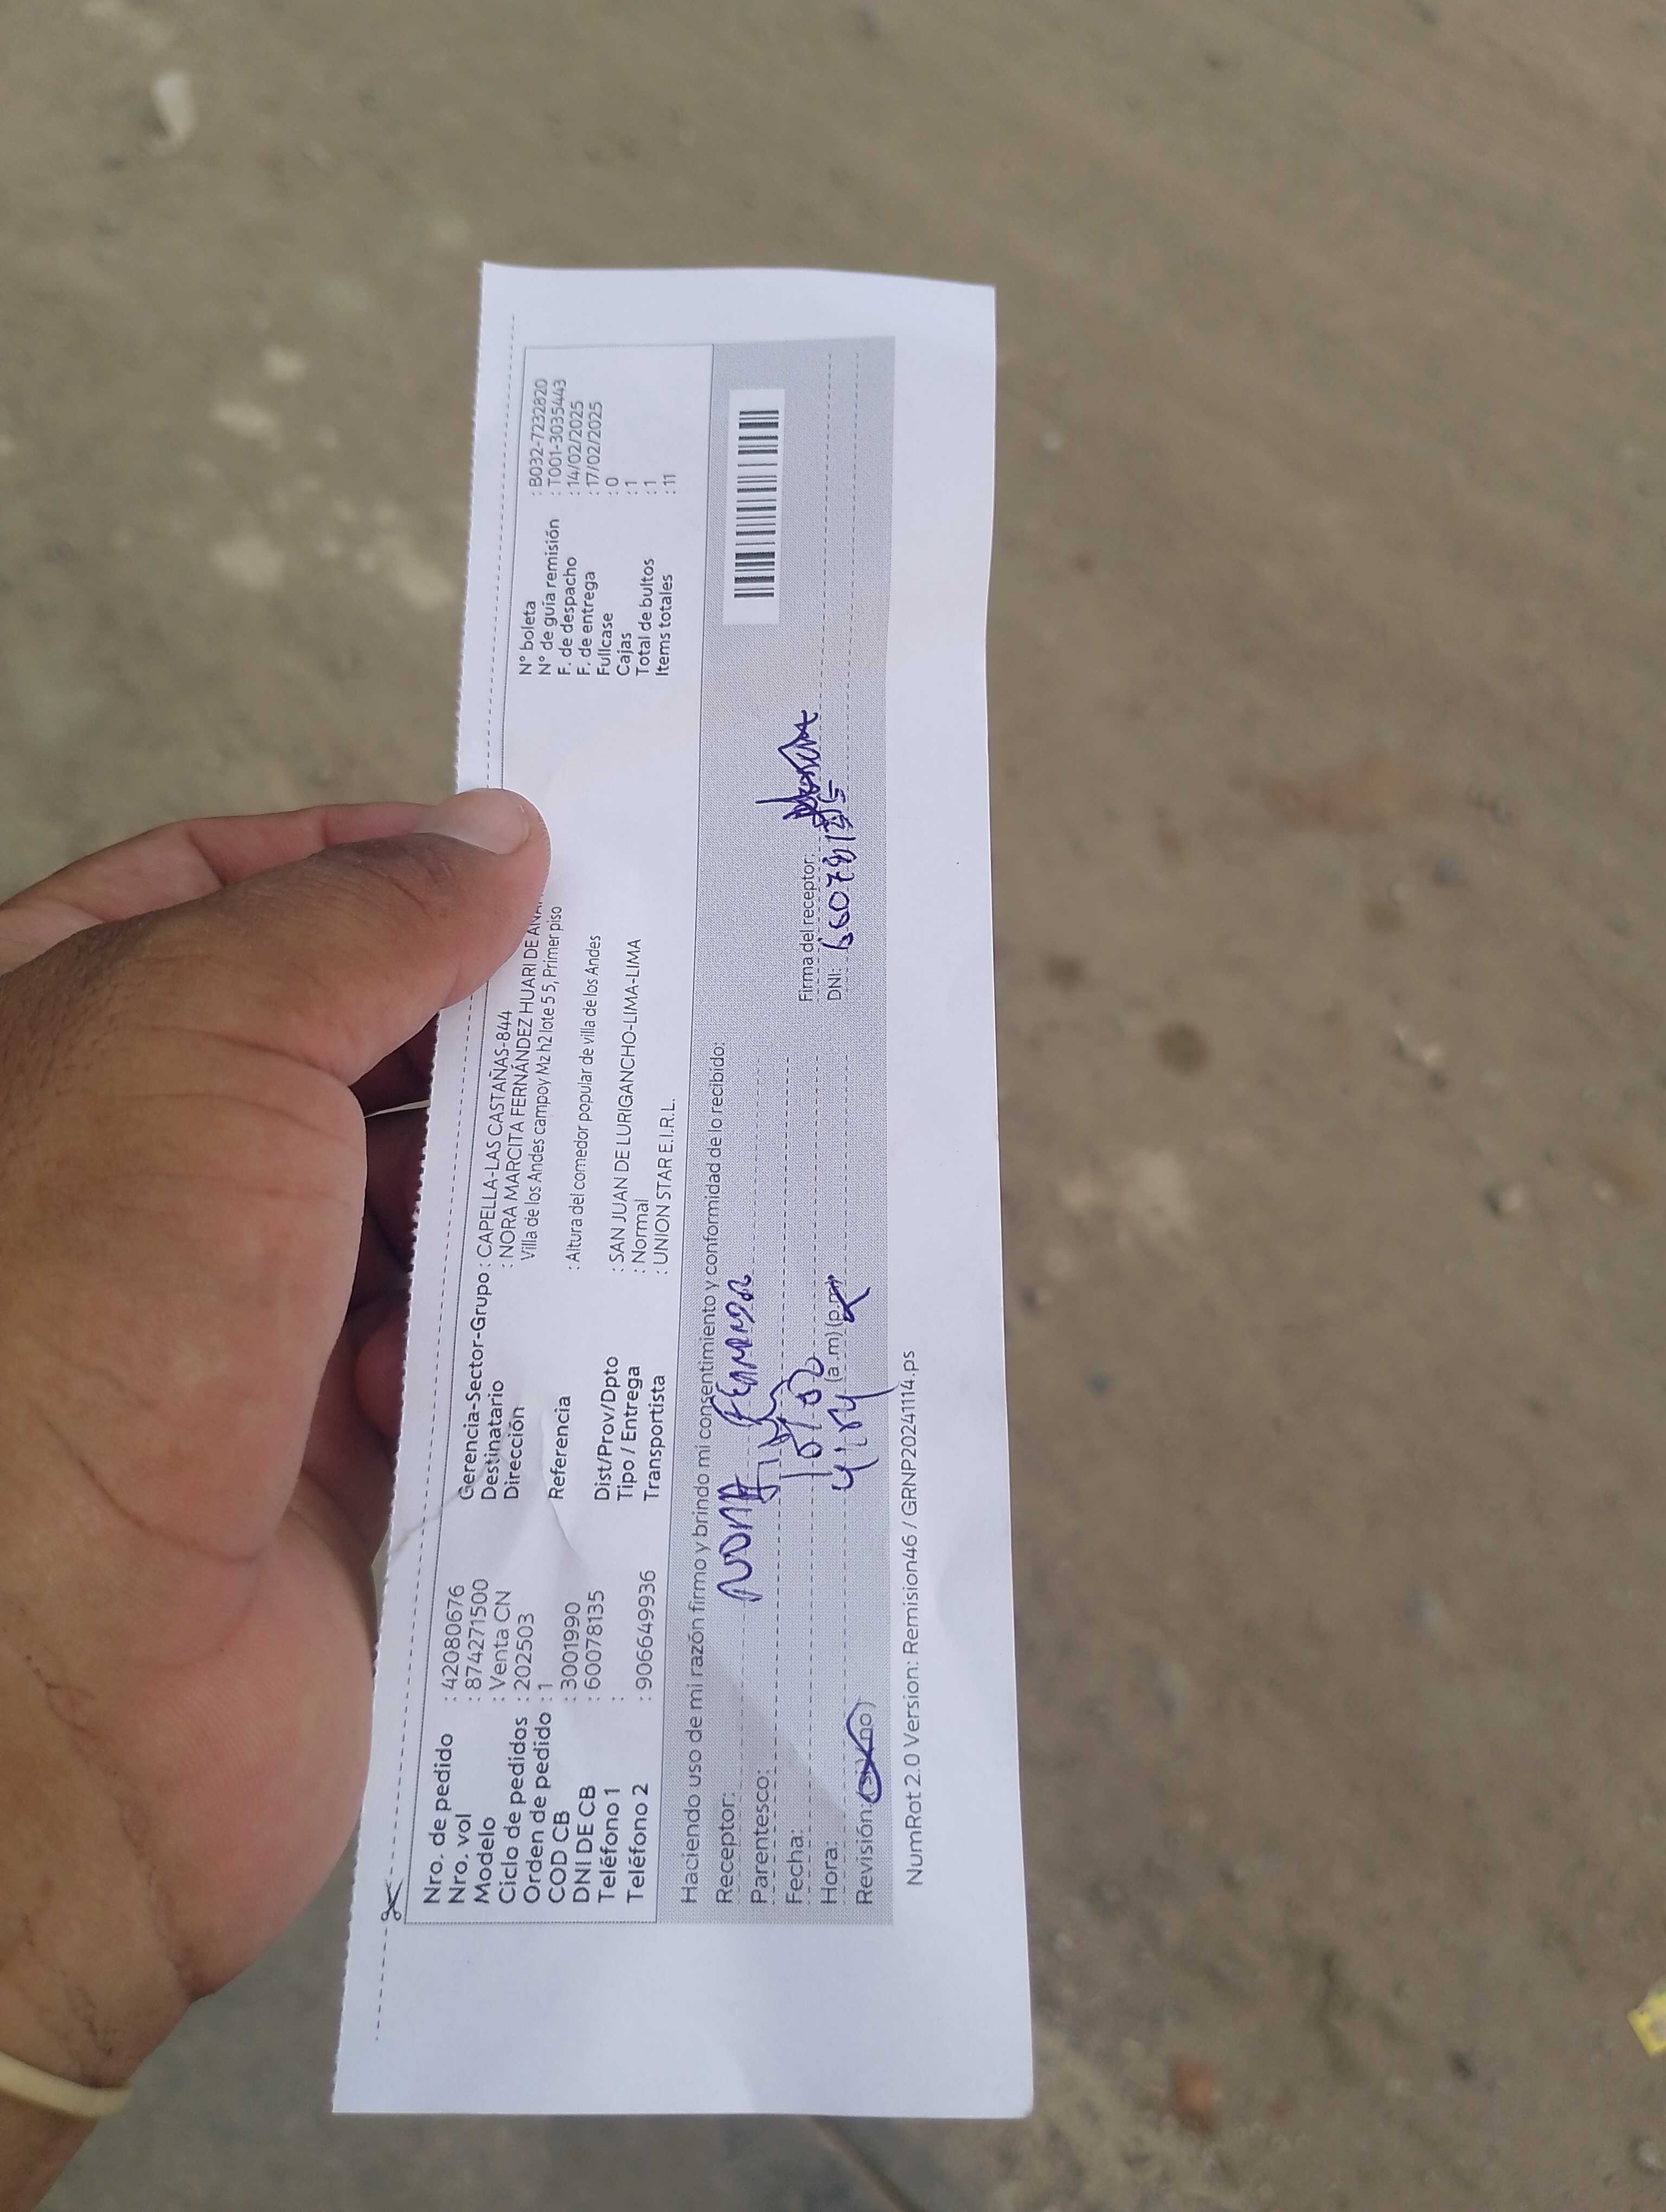 Nro. de pedido : 42080676
Nro. vol : 874271500
Modelo : Venta CN
Ciclo de pedidos : 202503
Orden de pedido : 1
COD CB : 3001990
DNI DE CB : 60078135
Teléfono 1 :
Teléfono 2 : 906649936
Gerencia-Sector-Grupo : CAPELLA-LAS CASTAÑAS-844
Destinatario : NORA MARCITA FERNÁNDEZ HUARI DE
Dirección Villa de los Andes campoy Mz h2 lote 5 5, Primer piso
Referencia : Altura del comedor popular de villa de los Andes
Dist/Prov/Dpto : SAN JUAN DE LURIGANCHO-LIMA-LIMA
Tipo / Entrega : Normal
Transportista : UNION STAR E.I.R.L.
N° boleta : B032-7232820
N° de guía remisión : T001-3035443
F. de despacho : 14/02/2025
F. de entrega : 17/02/2025
Fullcase : 0
Cajas : 1
Total de bultos : 1
Items totales : 11
Haciendo uso de mi razón firmo y brindo mi consentimiento y conformidad de lo recibido:
Receptor: NORA
Parentesco:
Fecha:
Hora: (a.m) (p.m)
Revisión:
Firma del receptor:
DNI:
NumRot 2.0 Version: Remision46 / GRNP20241114.ps